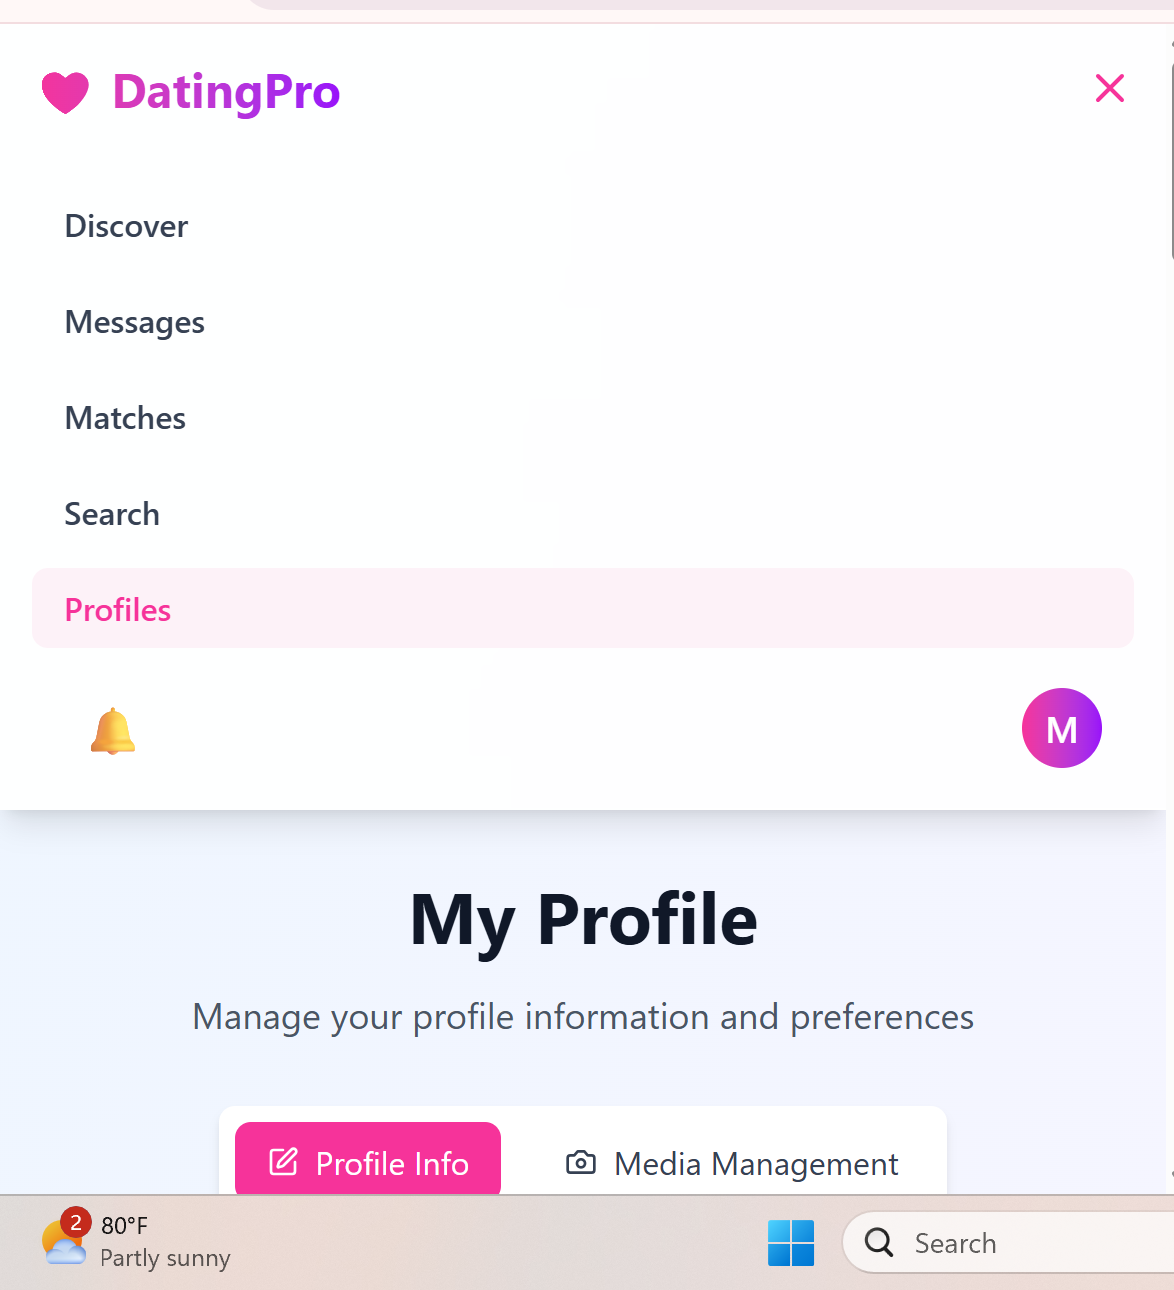 DatingPro
Discover
Messages
Matches
Search
Profiles
M
My Profile
Manage your profile information and preferences
Profile Info
Media Management
2
80°F
Partly sunny
Search